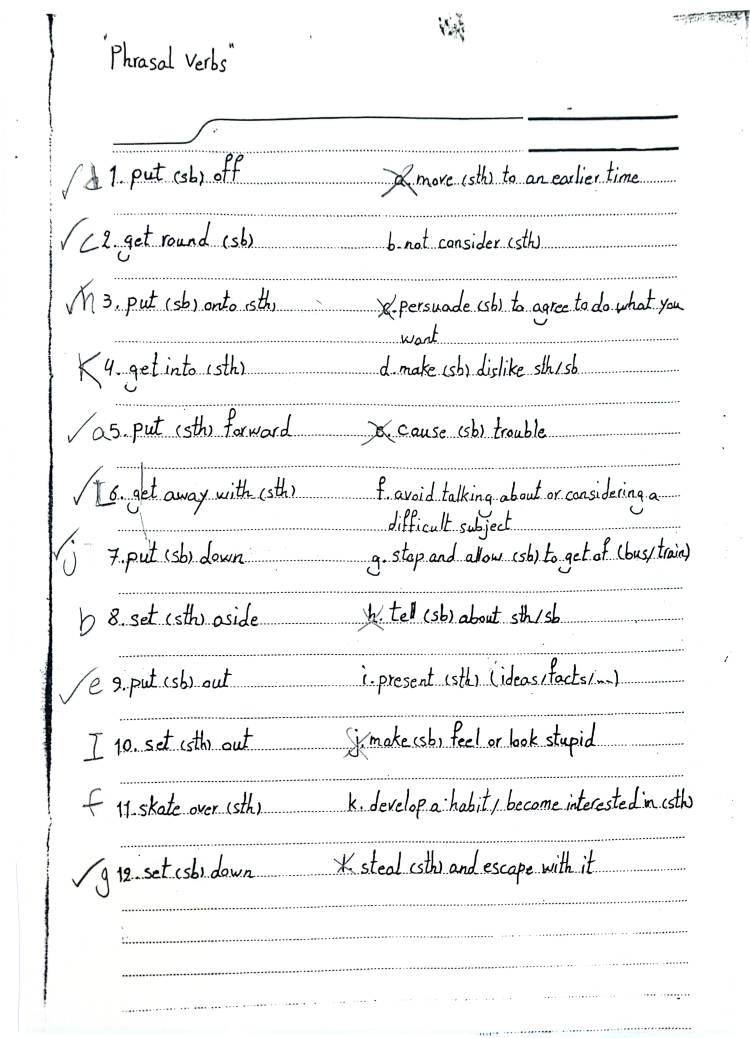 "Phrasal Verbs"
d 1. put (sb) off a. move (sth) to an earlier time
c 2. get round (sb) b. not consider (sth)
h 3. put (sb) onto (sth) c. persuade (sb) to agree to do what you
want
K 4. get into (sth) d. make (sb) dislike sth/sb
a 5. put (sth) forward e. cause (sb) trouble
L 6. get away with (sth) f. avoid talking about or considering a
difficult subject
j 7. put (sb) down g. stop and allow (sb) to get of (bus/train)
b 8. set (sth) aside h. tell (sb) about sth/sb
e 9. put (sb) out i. present (sth) (ideas/facts/...)
I 10. set (sth) out j. make (sb) feel or look stupid
f 11. skate over (sth) k. develop a habit / become interested in (sth)
g 12. set (sb) down steal (sth) and escape with it